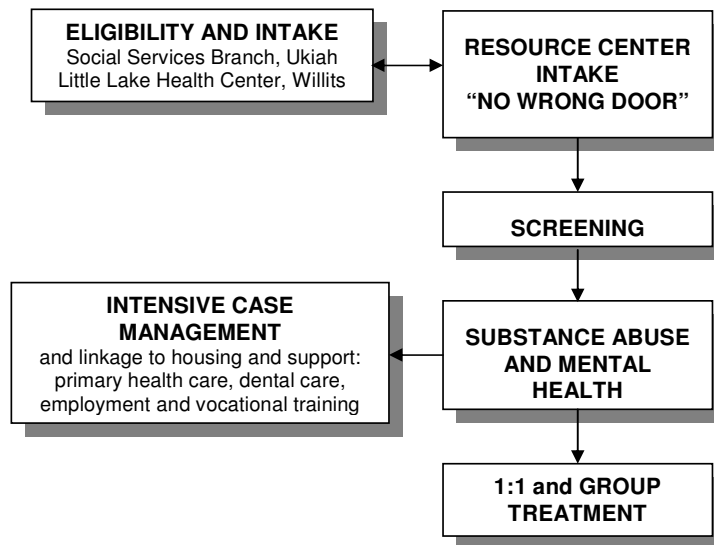 ELIGIBILITY AND INTAKE
Social Services Branch, Ukiah
Little Lake Health Center, Willits
RESOURCE CENTER
INTAKE
“NO WRONG DOOR”
SCREENING
INTENSIVE CASE
MANAGEMENT
and linkage to housing and support:
primary health care, dental care,
employment and vocational training
SUBSTANCE ABUSE
AND MENTAL
HEALTH
1:1 and GROUP
TREATMENT